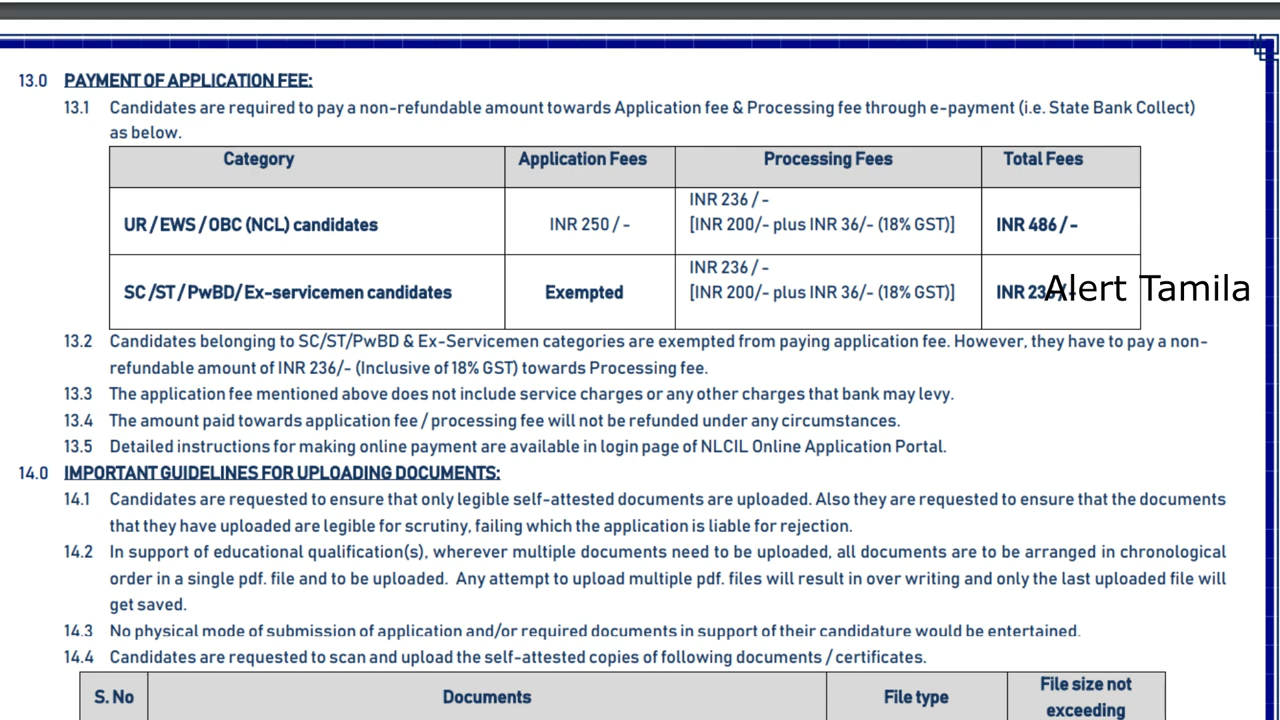 13.0 PAYMENT OF APPLICATION FEE:
13.1 Candidates are required to pay a non-refundable amount towards Application fee & Processing fee through e-payment (i.e. State Bank Collect)
as below.
Category Application Fees Processing Fees Total Fees
INR 236 / -
UR / EWS / OBC (NCL) candidates INR 250 / - [INR 200/- plus INR 36/- (18% GST)] INR 486 / -
INR 236 / -
SC /ST / PwBD/ Ex-servicemen candidates Exempted [INR 200/- plus INR 36/- (18% GST)] INR
Alert Tamila
13.2 Candidates belonging to SC/ST/PwBD & Ex-Servicemen categories are exempted from paying application fee. However, they have to pay a non-
refundable amount of INR 236/- (Inclusive of 18% GST) towards Processing fee.
13.3 The application fee mentioned above does not include service charges or any other charges that bank may levy.
13.4 The amount paid towards application fee / processing fee will not be refunded under any circumstances.
13.5 Detailed instructions for making online payment are available in login page of NLCIL Online Application Portal.
14.0 IMPORTANT GUIDELINES FOR UPLOADING DOCUMENTS:
14.1 Candidates are requested to ensure that only legible self-attested documents are uploaded. Also they are requested to ensure that the documents
that they have uploaded are legible for scrutiny, failing which the application is liable for rejection.
14.2 In support of educational qualification(s), wherever multiple documents need to be uploaded, all documents are to be arranged in chronological
order in a single pdf. file and to be uploaded. Any attempt to upload multiple pdf. files will result in over writing and only the last uploaded file will
get saved.
14.3 No physical mode of submission of application and/or required documents in support of their candidature would be entertained.
14.4 Candidates are requested to scan and upload the self-attested copies of following documents / certificates.
S. No Documents File type File size not
exceeding